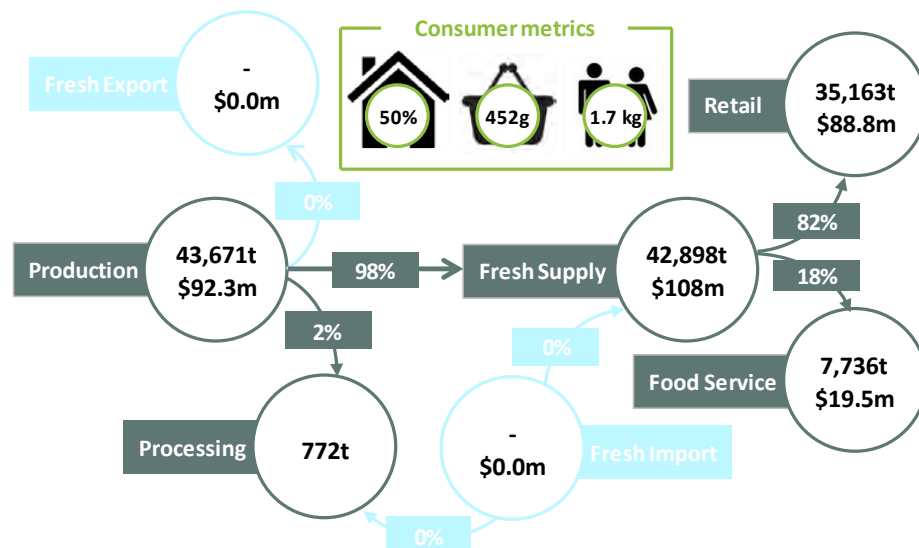 Consumer metrics
50%
452g
1.7 kg
Fresh Export
-
$0.0m
Retail
35,163t
$88.8m
0%
82%
Production
43,671t
$92.3m
98%
Fresh Supply
42,898t
$108m
18%
2%
0%
Food Service
7,736t
$19.5m
Processing
772t
-
$0.0m
Fresh Import
0%